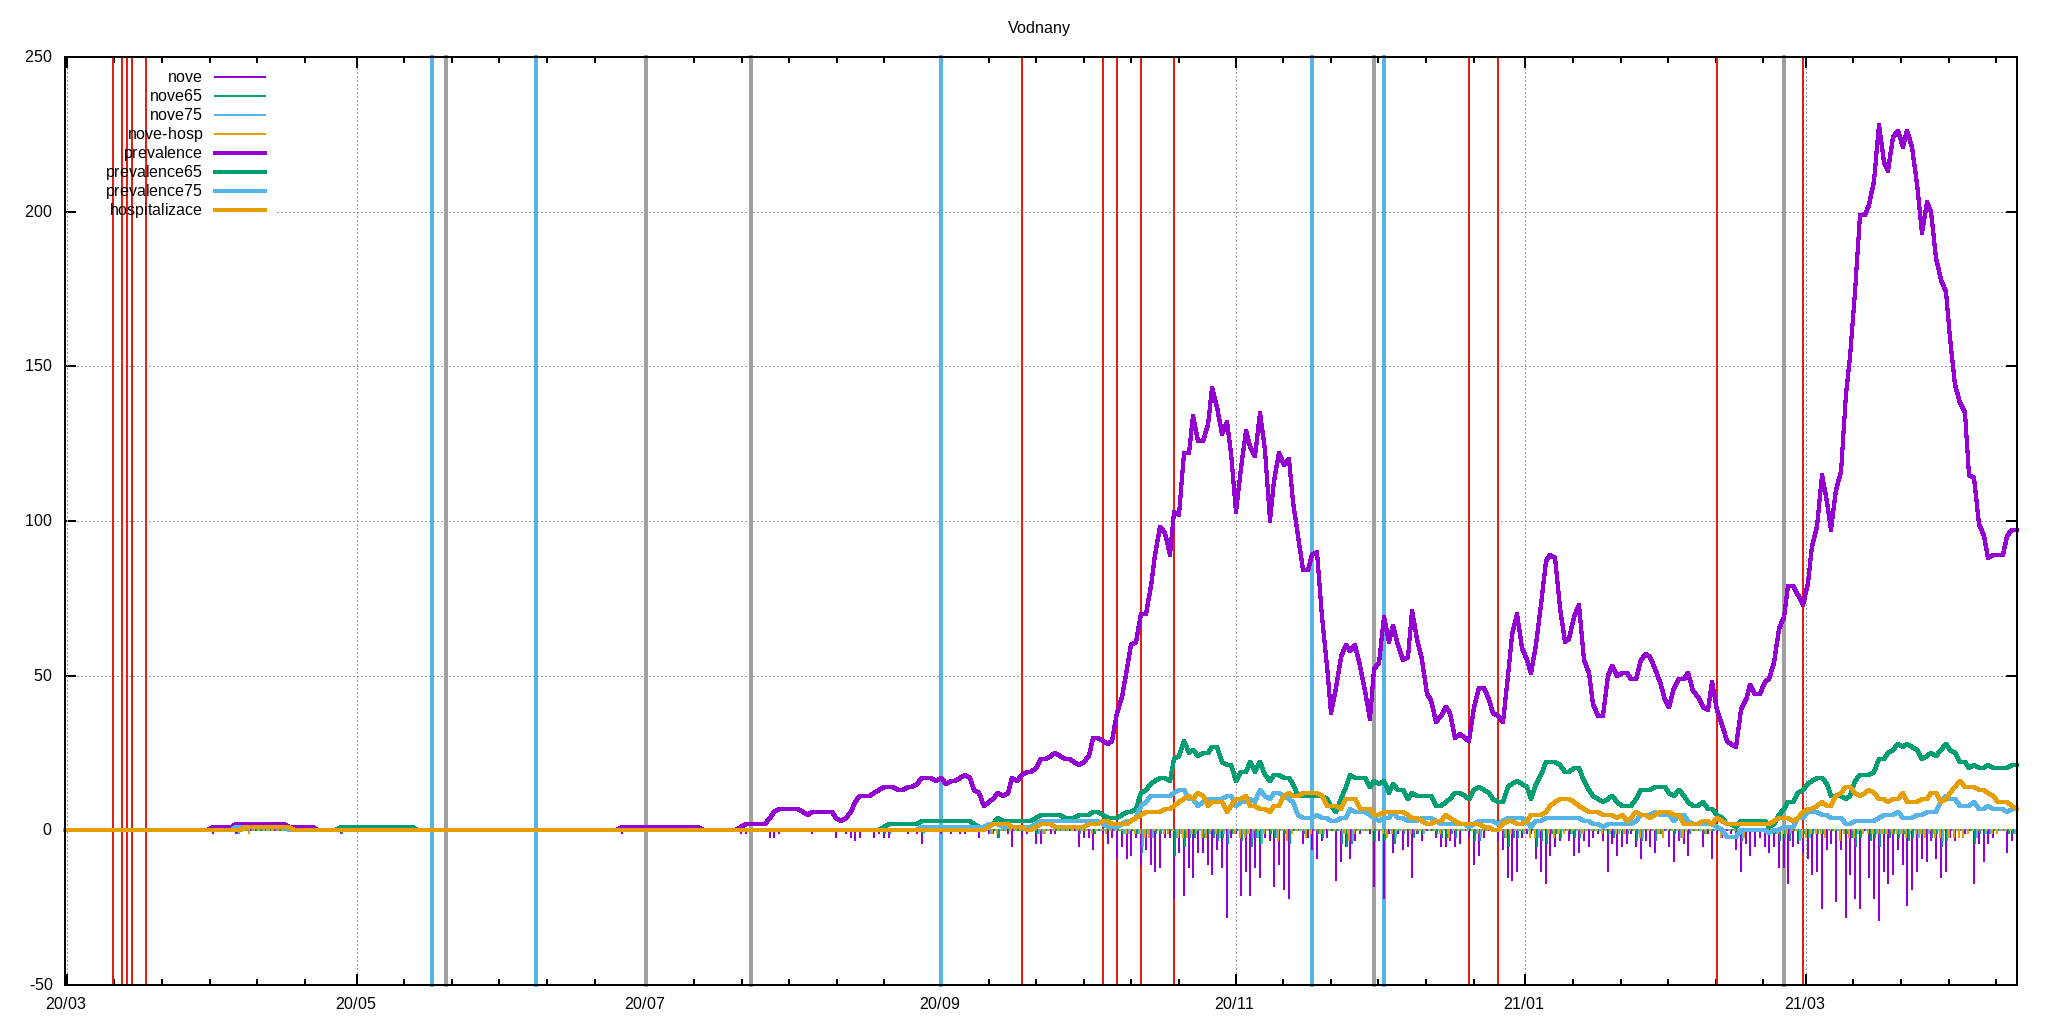 Vodnany
250
nove
nove65
nove75
nove-hosp
prevalence
prevalence65
prevalence75
hospitalizace
200
150
100
50
0
-50
20/03
20/05
20/07
20/09
20/11
21/01
21/03